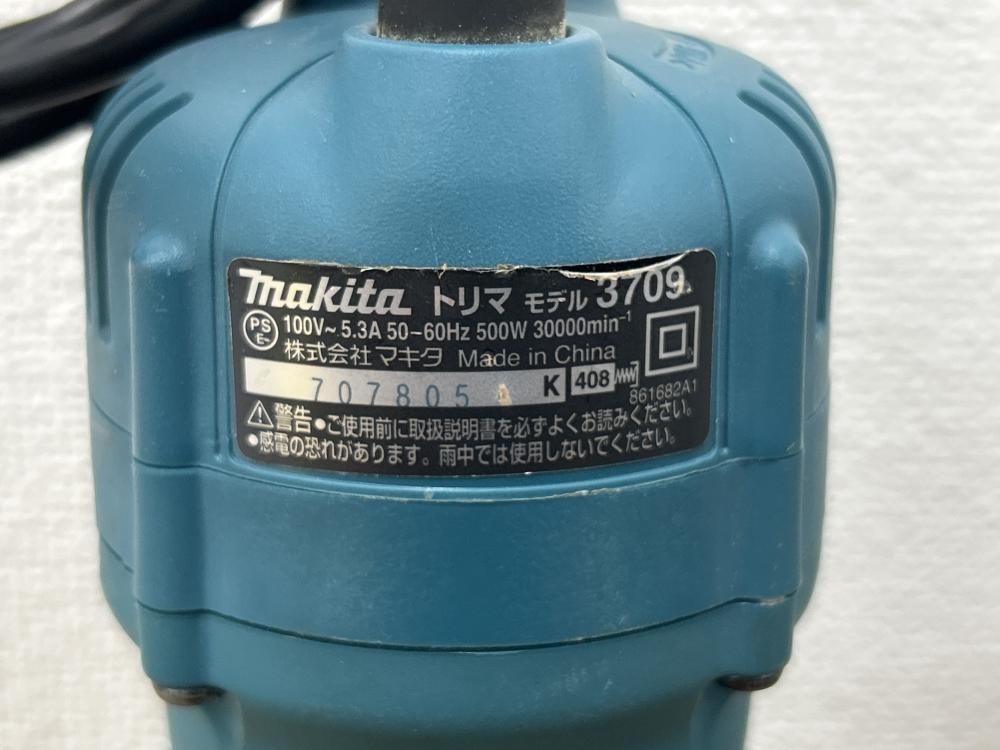 makita トリマ モデル 3709
PS E 100V~ 5.3A 50-60Hz 500W 30000min⁻¹
株式会社マキタ Made in China
707805 K 408
861682A1
⚠警告●ご使用前に取扱説明書を必ずよくお読みください。
●感電の恐れがあります。雨中では使用しないでください。